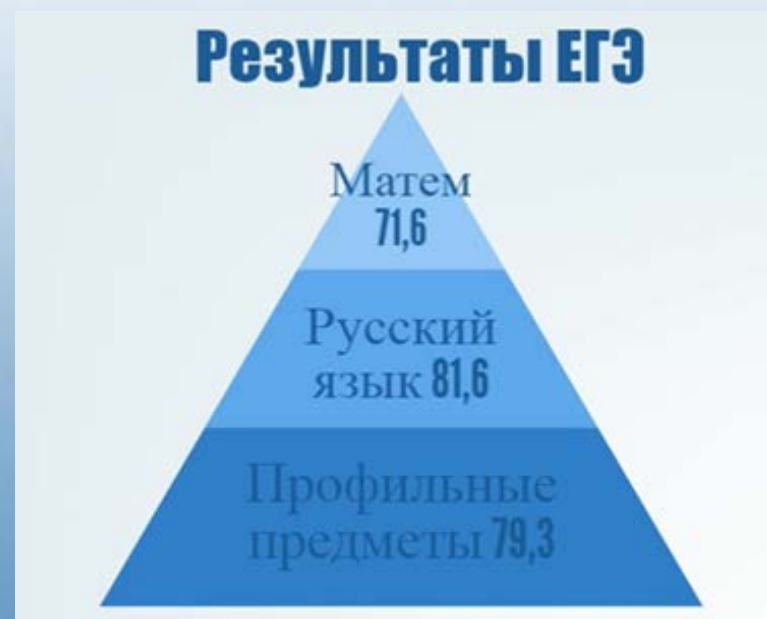 Результаты ЕГЭ
Матем
71,6
Русский
язык 81,6
Профильные
предметы 79,3